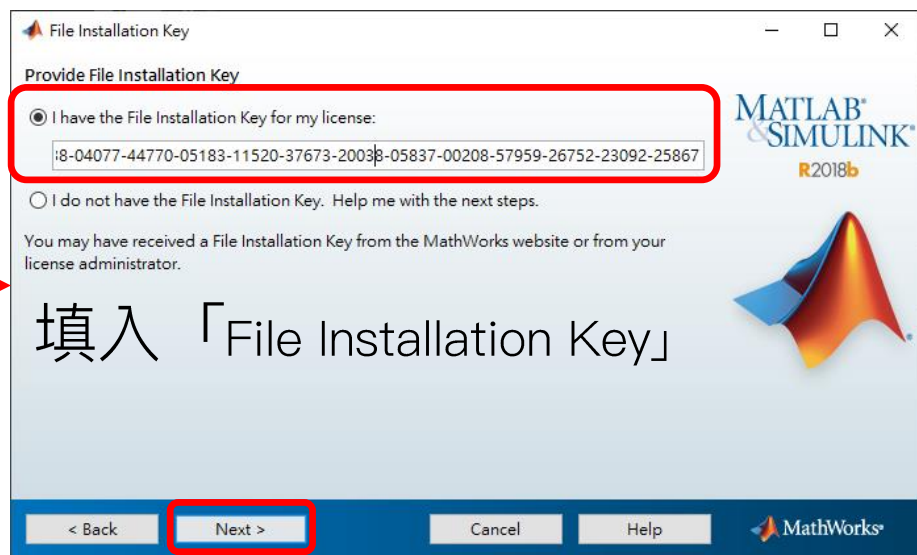 File Installation Key
Provide File Installation Key
I have the File Installation Key for my license:
8-04077-44770-05183-11520-37673-20038-05837-00208-57959-26752-23092-25867
I do not have the File Installation Key. Help me with the next steps.
You may have received a File Installation Key from the MathWorks website or from your
license administrator.
MATLAB®
&SIMULINK®
R2018b
填入「File Installation Key」
< Back
Next >
Cancel
Help
MathWorks®